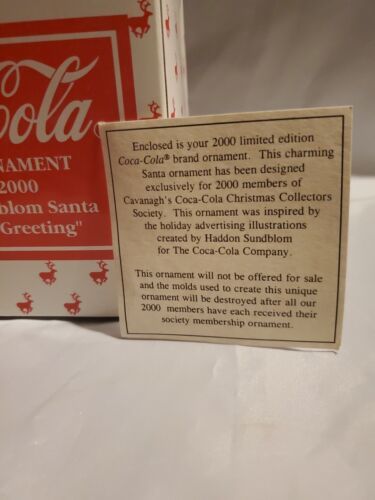 Cola
NAMENT
2000
blom Santa
Greeting"
Enclosed is your 2000 limited edition
Coca-Cola® brand ornament. This charming
Santa ornament has been designed
exclusively for 2000 members of
Cavanagh's Coca-Cola Christmas Collectors
Society. This ornament was inspired by
the holiday advertising illustrations
created by Haddon Sundblom
for The Coca-Cola Company.
This ornament will not be offered for sale
and the molds used to create this unique
ornament will be destroyed after all our
2000 members have each received their
society membership ornament.